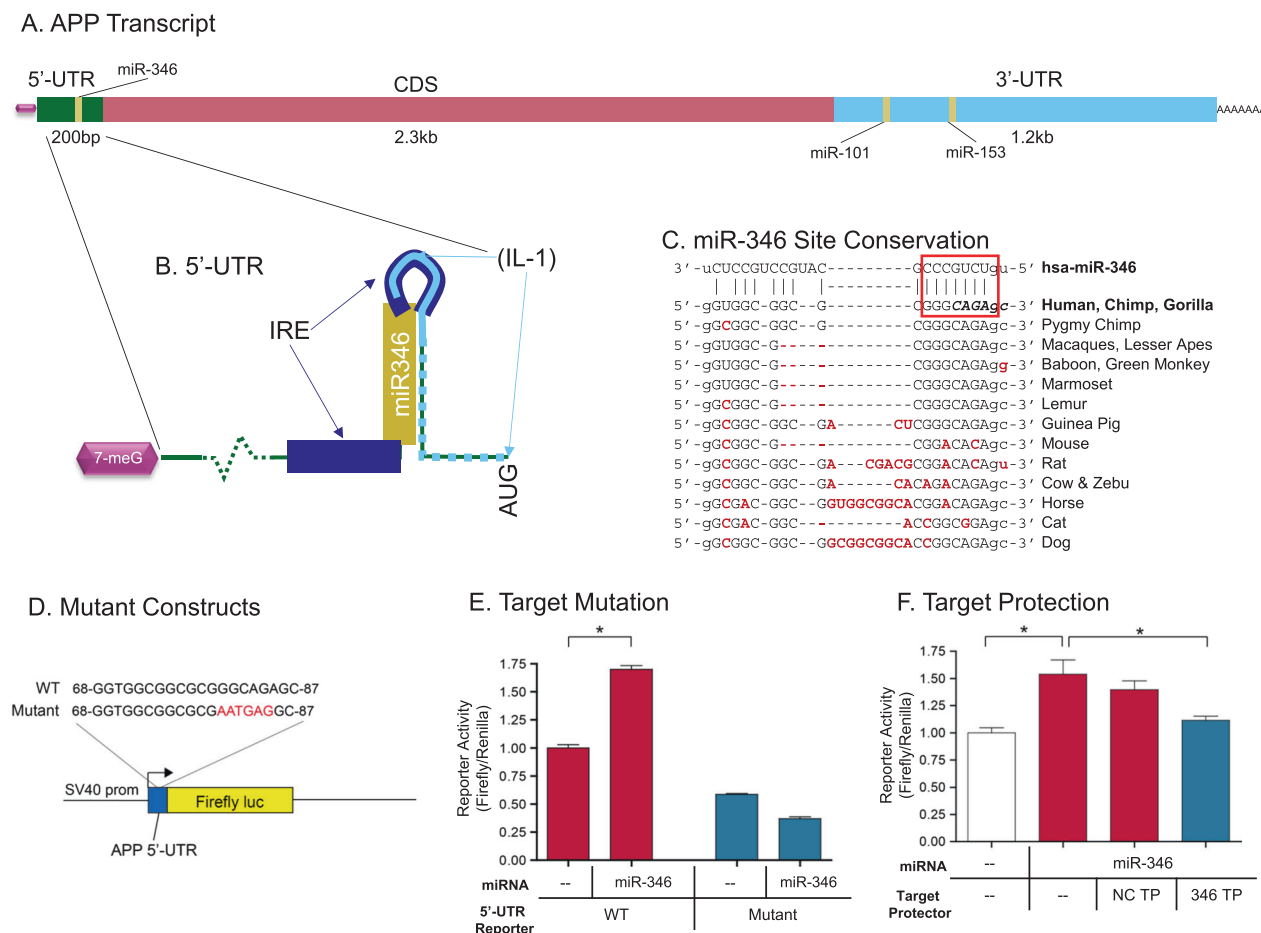 A. APP Transcript
5'-UTR
miR-346
CDS
3'-UTR
AAAAAA
200bp
2.3kb
miR-101
miR-153
1.2kb
B. 5'-UTR
(IL-1)
IRE
miR346
7-meG
AUG
C. miR-346 Site Conservation
3'-uCUCCGUCCGUAC---------GCCCGUCUgu-5' hsa-miR-346
5'-gGUGGC-GGC--G---------CGGGCAGAgc-3' Human, Chimp, Gorilla
5'-gGCGGC-GGC--G---------CGGGCAGAgc-3' Pygmy Chimp
5'-gGUGGC-G-------------CGGGCAGAgc-3' Macaques, Lesser Apes
5'-gGUGGC-G-------------CGGGCAGAgg-3' Baboon, Green Monkey
5'-gGUGGC-G-------------CGGGCAGAgc-3' Marmoset
5'-gGCGGC-G-------------CGGGCAGAgc-3' Lemur
5'-gGCGGC-GGC--GA------CUCGGGCAGAgc-3' Guinea Pig
5'-gGCGGC-G-------------CGGACACAgc-3' Mouse
5'-gGCGGC-GGC--GA---CGACGCGGACACAgu-3' Rat
5'-gGCGGC-GGC--GA------CACAGACAGAgc-3' Cow & Zebu
5'-gGCGAC-GGC--GGUGGCGGCACGGACAGAgc-3' Horse
5'-gGCGAC-GGC----------ACCGGCGGAgc-3' Cat
5'-gGCGGC-GGC--GGCGGCGGCACCGGCAGAgc-3' Dog
D. Mutant Constructs
WT 68-GGTGGCGGCGCGGGCAGAGC-87
Mutant 68-GGTGGCGGCGCGAATGAGGC-87
SV40 prom
Firefly luc
APP 5'-UTR
E. Target Mutation
*
Reporter Activity
(Firefly/Renilla)
1.75
1.50
1.25
1.00
0.75
0.50
0.25
0.00
miRNA -- miR-346 -- miR-346
5'-UTR
Reporter WT Mutant
F. Target Protection
* *
Reporter Activity
(Firefly/Renilla)
1.75
1.50
1.25
1.00
0.75
0.50
0.25
0.00
miRNA -- miR-346
Target
Protector -- -- NC TP 346 TP